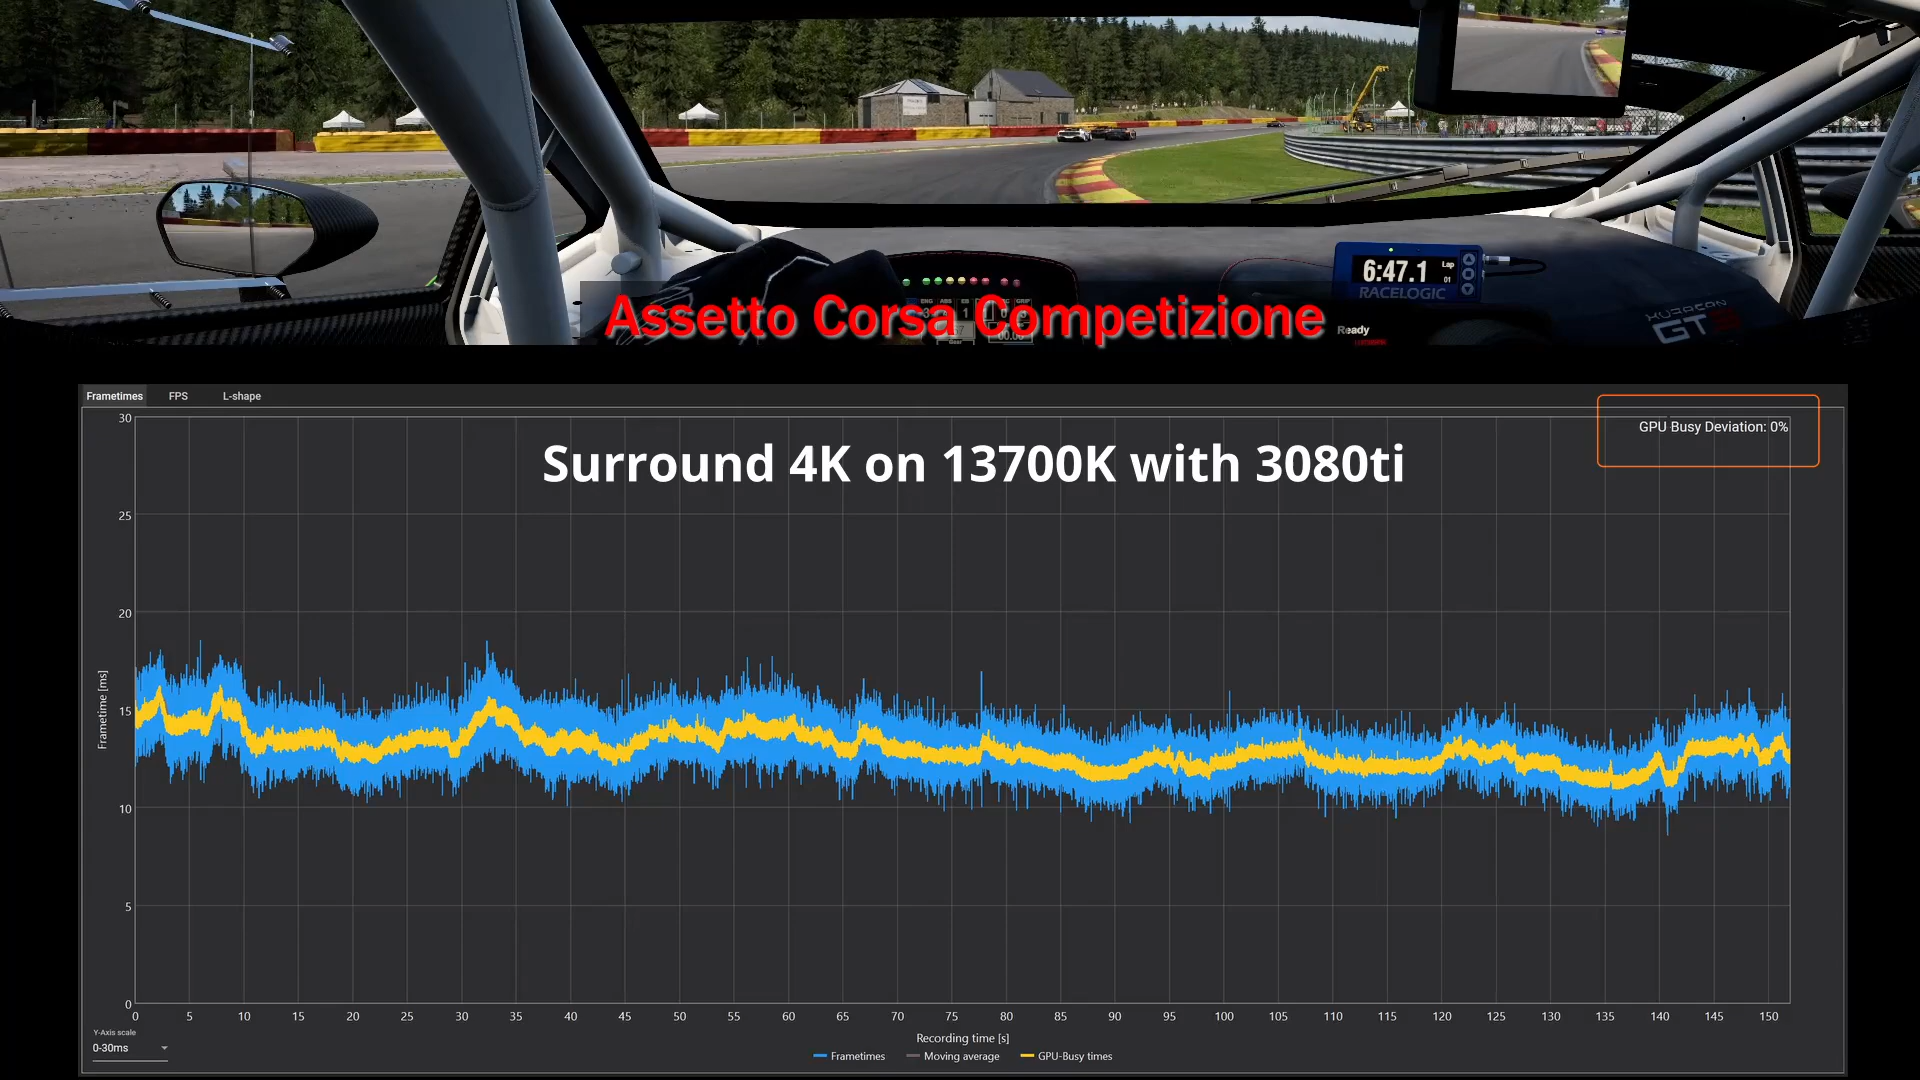 6:47.1
Lap
01
RACELOGIC
Assetto Corsa Competizione
Ready
GT3
Frametimes
FPS
L-shape
GPU Busy Deviation: 0%
Surround 4K on 13700K with 3080ti
30
25
20
15
10
5
0
Frametime [ms]
0 5 10 15 20 25 30 35 40 45 50 55 60 65 70 75 80 85 90 95 100 105 110 115 120 125 130 135 140 145 150
Recording time [s]
Y-Axis scale
0-30ms
Frametimes Moving average GPU-Busy times